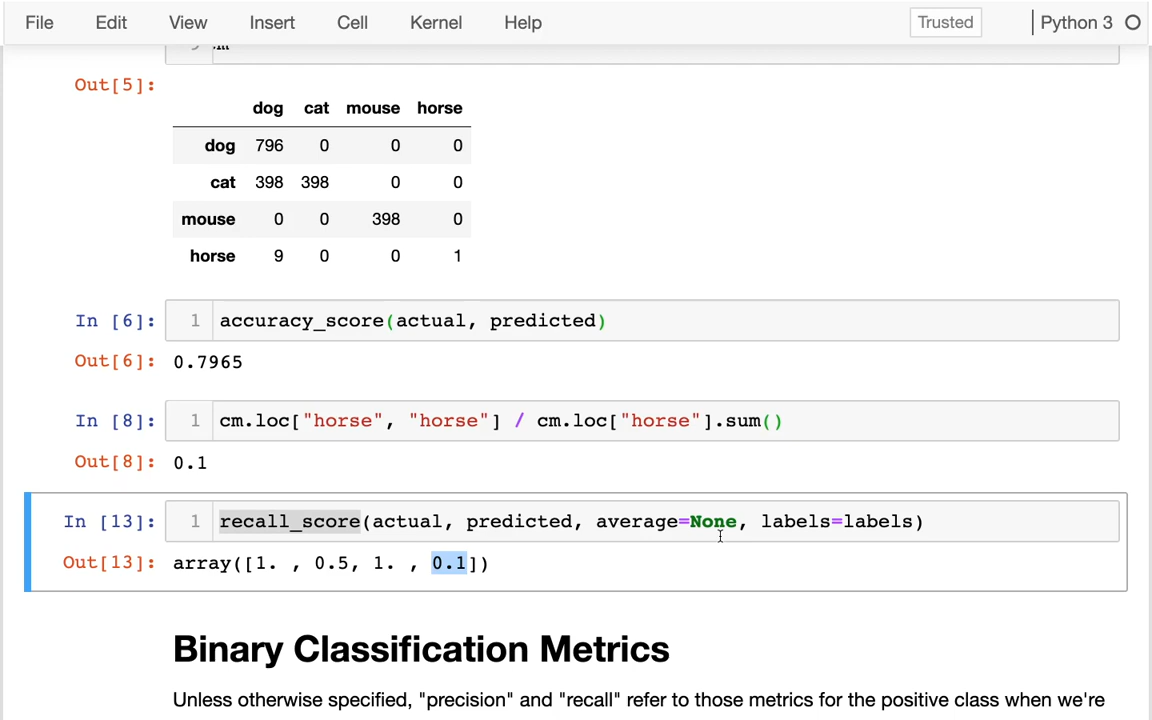 File Edit View Insert Cell Kernel Help Trusted Python 3
Out[5]:
dog cat mouse horse
dog 796 0 0 0
cat 398 398 0 0
mouse 0 0 398 0
horse 9 0 0 1
In [6]: 1 accuracy_score(actual, predicted)
Out[6]: 0.7965
In [8]: 1 cm.loc["horse", "horse"] / cm.loc["horse"].sum()
Out[8]: 0.1
In [13]: 1 recall_score(actual, predicted, average=None, labels=labels)
Out[13]: array([1. , 0.5, 1. , 0.1])
Binary Classification Metrics
Unless otherwise specified, "precision" and "recall" refer to those metrics for the positive class when we're